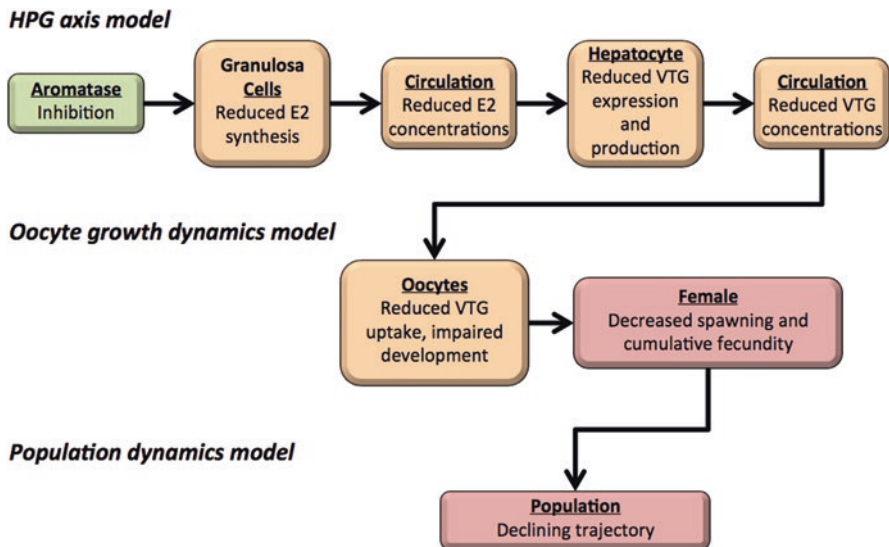 HPG axis model
Aromatase
Inhibition
Granulosa
Cells
Reduced E2
synthesis
Circulation
Reduced E2
concentrations
Hepatocyte
Reduced VTG
expression
and
production
Circulation
Reduced VTG
concentrations
Oocyte growth dynamics model
Oocytes
Reduced VTG
uptake, impaired
development
Female
Decreased spawning and
cumulative fecundity
Population dynamics model
Population
Declining trajectory